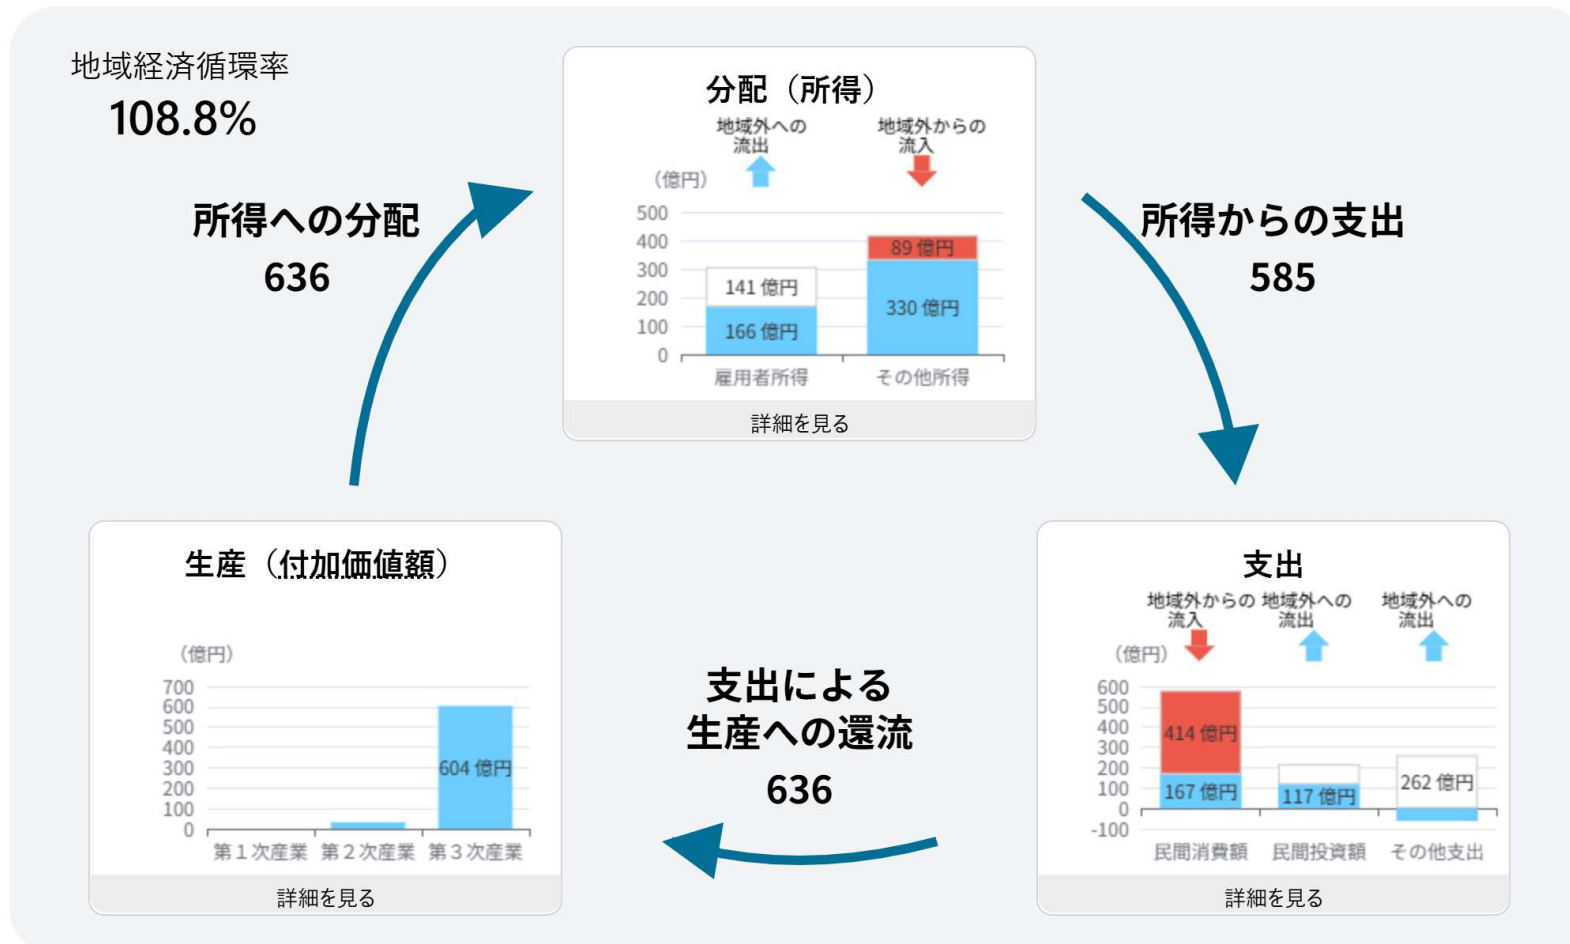 地域経済循環率
108.8%
所得への分配
636
分配（所得）
地域外への
流出
地域外からの
流入
（億円）
500
400
300
200
100
0
141 億円
166 億円
89 億円
330 億円
雇用者所得
その他所得
詳細を見る
所得からの支出
585
生産（付加価値額）
（億円）
700
600
500
400
300
200
100
0
604 億円
第１次産業
第２次産業
第３次産業
詳細を見る
支出による
生産への還流
636
支出
地域外からの
流入
地域外への
流出
地域外への
流出
（億円）
600
500
400
300
200
100
0
-100
414 億円
167 億円
117 億円
262 億円
民間消費額
民間投資額
その他支出
詳細を見る